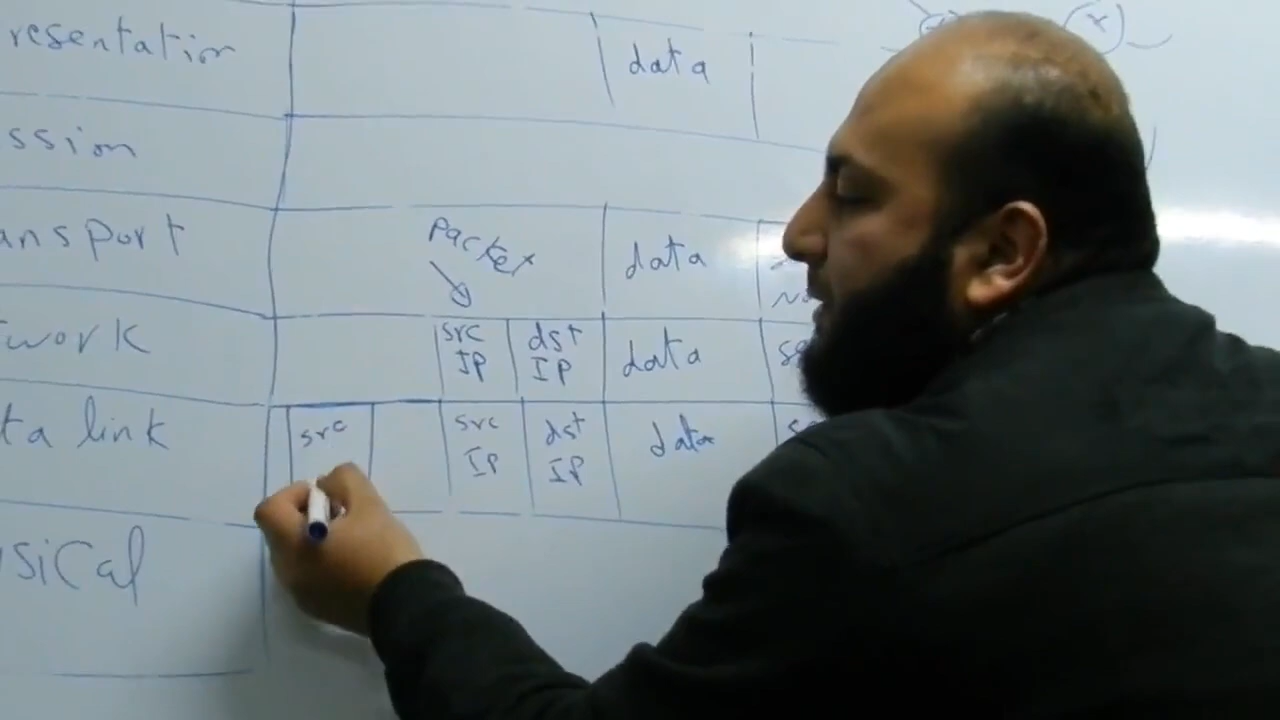 resentation
data
ssion
ansport
Packet
data
work
src
IP
dst
IP
data
ta link
src
src
IP
dst
IP
data
sical